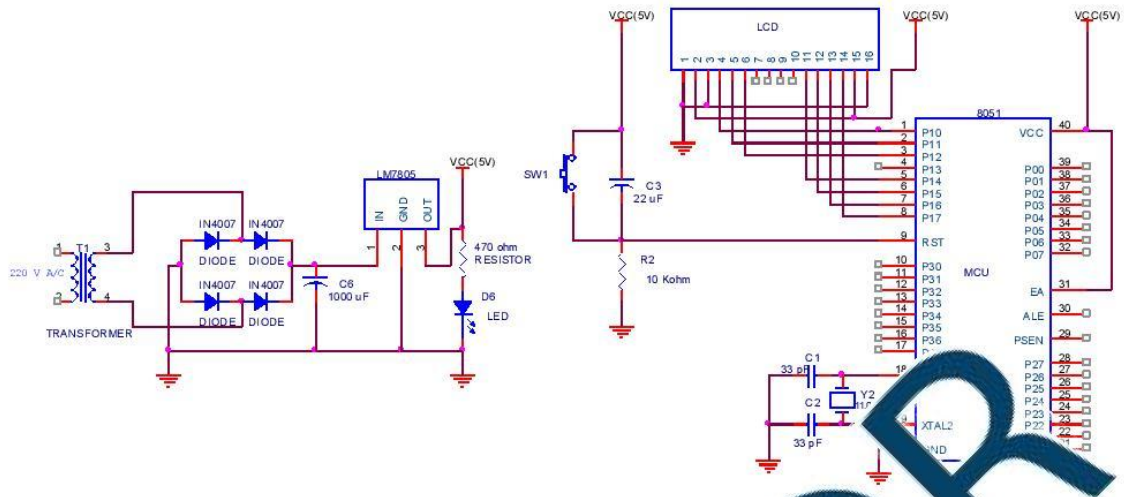 VCC(5V)
VCC(5V)
VCC(5V)
LCD
1 2 3 4 5 6 7 8 9 10 11 12 13 14 15 16
SW1
C3
22 uF
R2
10 Kohm
8051
1 P10
2 P11
3 P12
4 P13
5 P14
6 P15
7 P16
8 P17
9 RST
MCU
10 P30
11 P31
12 P32
13 P33
14 P34
15 P35
16 P36
17
18
XTAL2
VCC 40
P00 39
P01 38
P02 37
P03 36
P04 35
P05 34
P06 33
P07 32
EA 31
ALE 30
PSEN 29
P27 28
P26 27
P25 26
P24 25
P23 24
P22 23
22
VCC(5V)
LM7805
IN
GND
OUT
1 2 3
470 ohm
RESISTOR
D6
LED
IN4007
IN4007
DIODE
DIODE
IN4007
IN4007
DIODE
DIODE
C6
1000 uF
1 T1 3
220 V A/C
2 4
TRANSFORMER
C1
33 pF
C2
33 pF
Y2